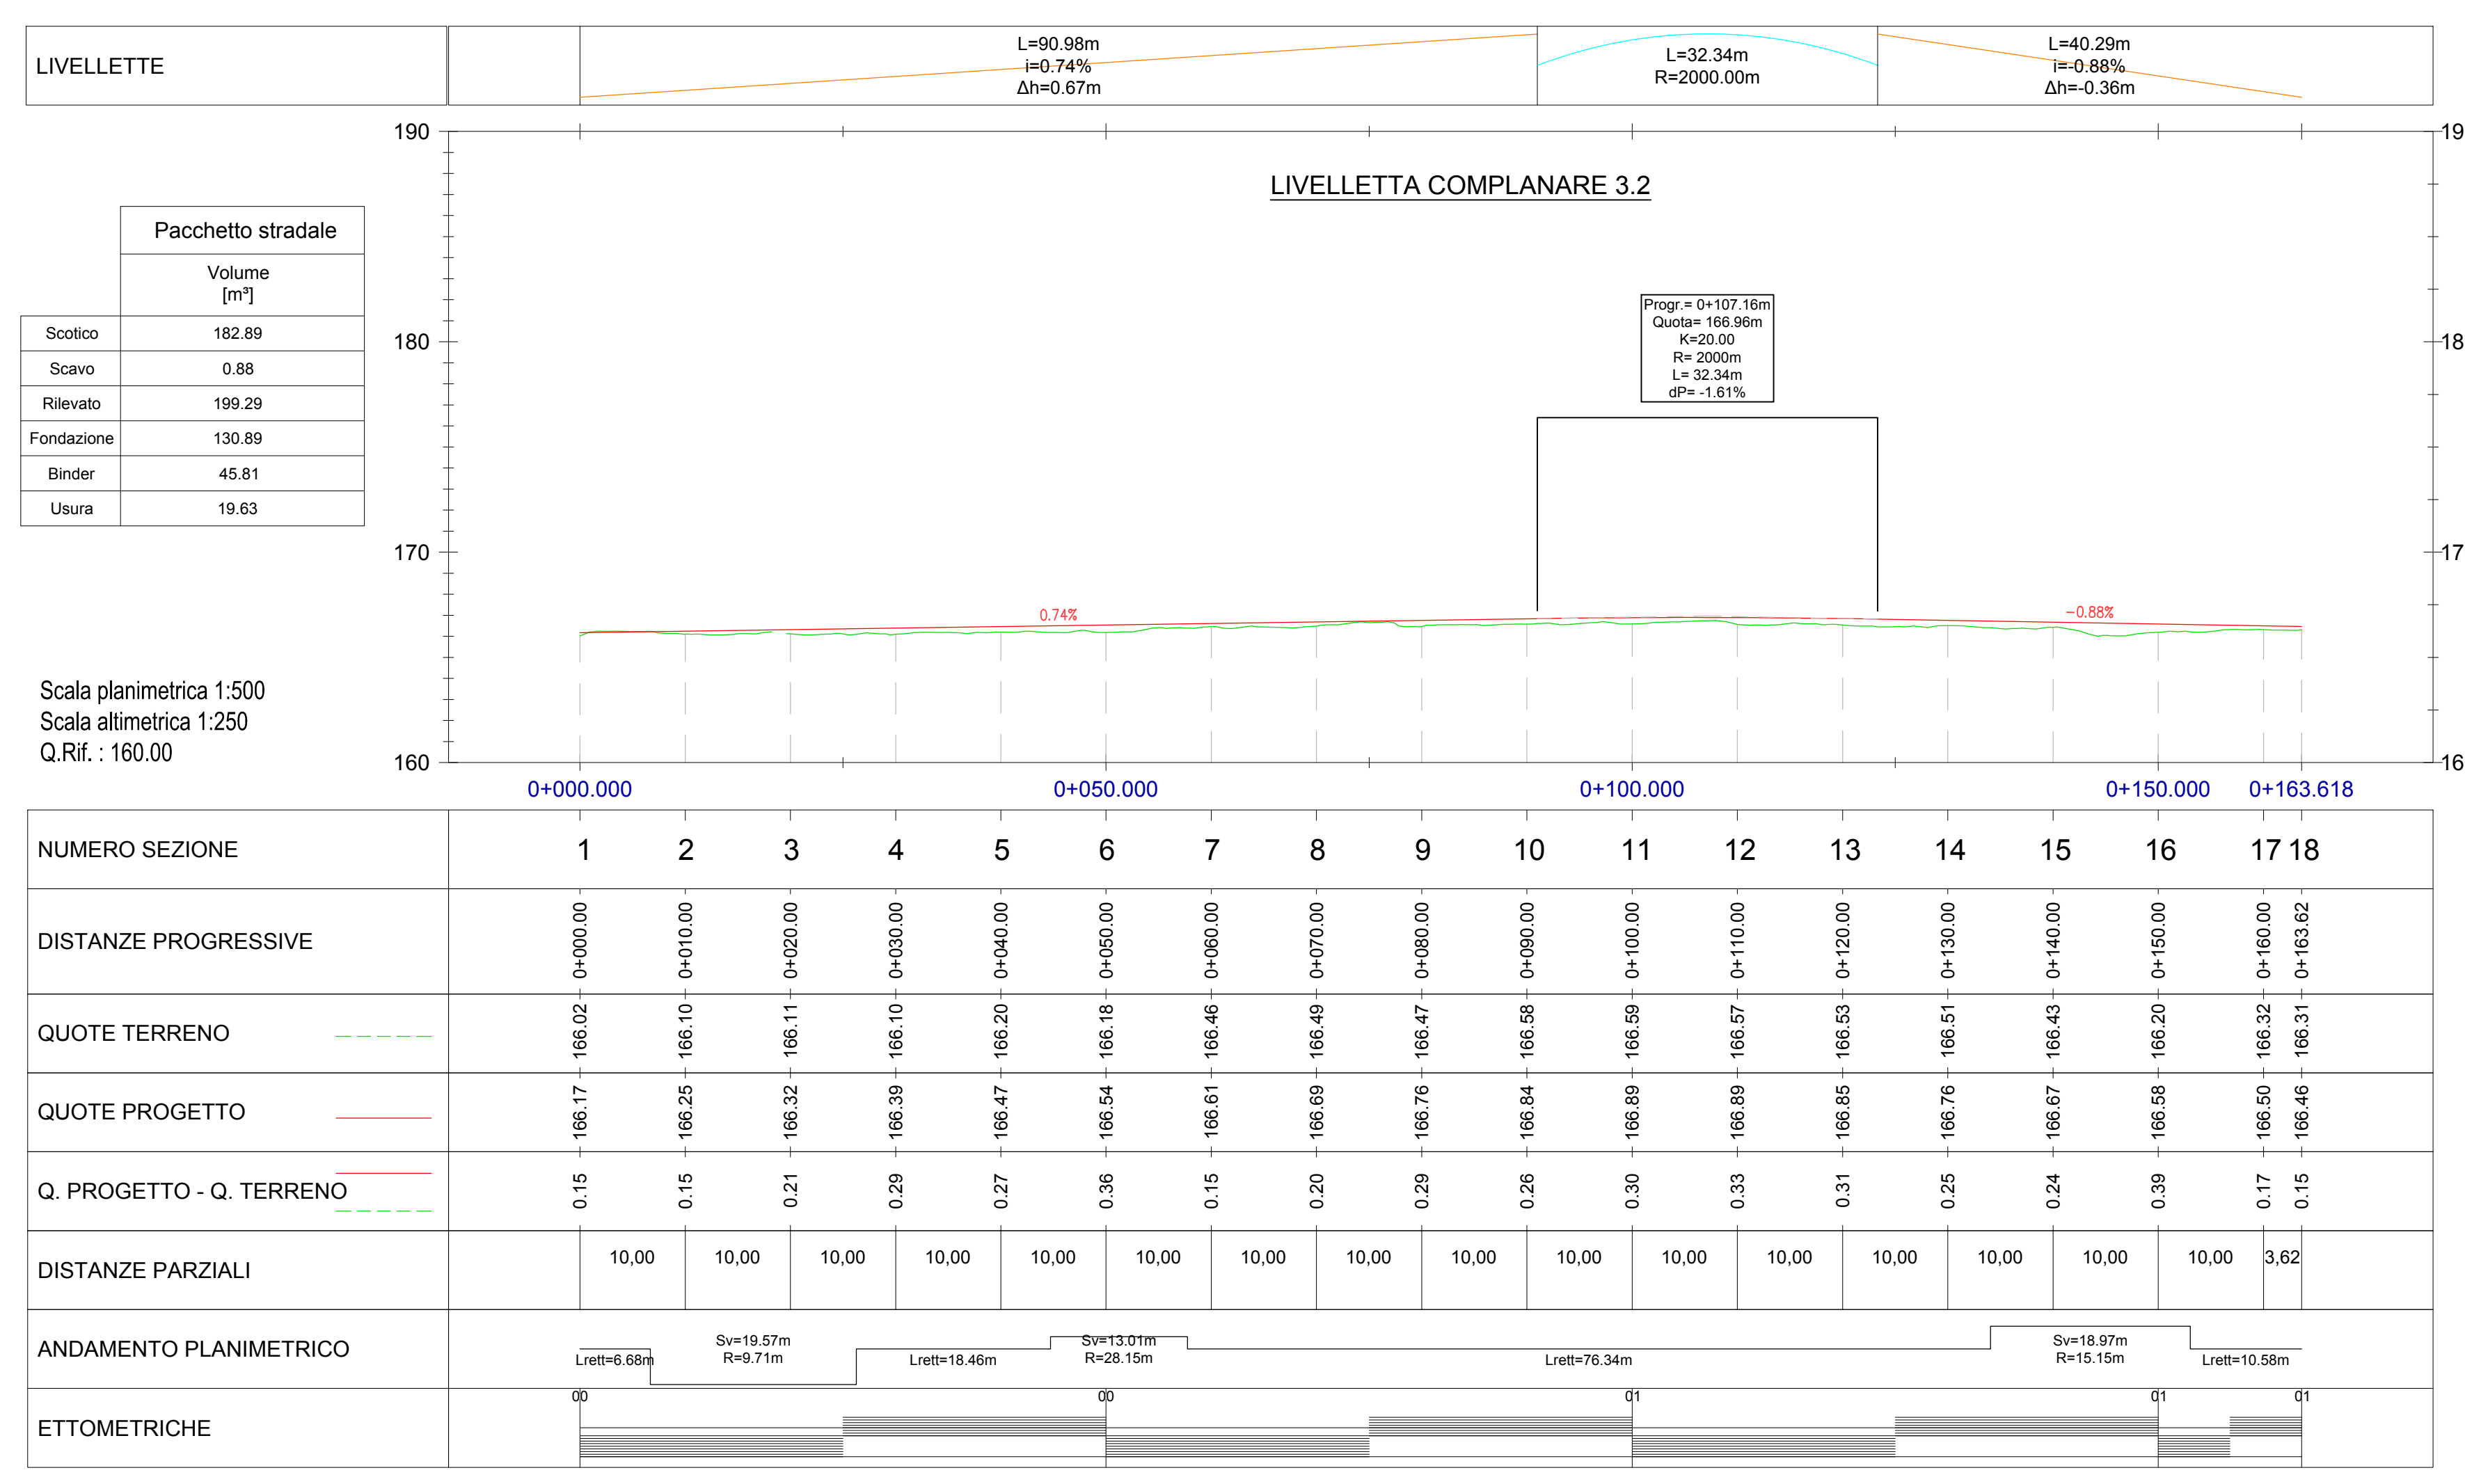 LIVELLETTE
L=90.98m
i=0.74%
Δh=0.67m
L=32.34m
R=2000.00m
L=40.29m
i=-0.88%
Δh=-0.36m
190
180
170
160
19
18
17
16
LIVELLETTA COMPLANARE 3.2
Pacchetto stradale
Volume
[m³]
Scotico 182.89
Scavo 0.88
Rilevato 199.29
Fondazione 130.89
Binder 45.81
Usura 19.63
Progr.= 0+107.16m
Quota= 166.96m
K=20.00
R= 2000m
L= 32.34m
dP= -1.61%
0.74%
-0.88%
Scala planimetrica 1:500
Scala altimetrica 1:250
Q.Rif. : 160.00
0+000.000 0+050.000 0+100.000 0+150.000 0+163.618
NUMERO SEZIONE 1 2 3 4 5 6 7 8 9 10 11 12 13 14 15 16 17 18
DISTANZE PROGRESSIVE 0+000.00 0+010.00 0+020.00 0+030.00 0+040.00 0+050.00 0+060.00 0+070.00 0+080.00 0+090.00 0+100.00 0+110.00 0+120.00 0+130.00 0+140.00 0+150.00 0+160.00 0+163.62
QUOTE TERRENO 166.02 166.10 166.11 166.10 166.20 166.18 166.46 166.49 166.47 166.58 166.59 166.57 166.53 166.51 166.43 166.20 166.32 166.31
QUOTE PROGETTO 166.17 166.25 166.32 166.39 166.47 166.54 166.61 166.69 166.76 166.84 166.89 166.89 166.85 166.76 166.67 166.58 166.50 166.46
Q. PROGETTO - Q. TERRENO 0.15 0.15 0.21 0.29 0.27 0.36 0.15 0.20 0.29 0.26 0.30 0.33 0.31 0.25 0.24 0.39 0.17 0.15
DISTANZE PARZIALI 10,00 10,00 10,00 10,00 10,00 10,00 10,00 10,00 10,00 10,00 10,00 10,00 10,00 10,00 10,00 10,00 3,62
ANDAMENTO PLANIMETRICO
Lrett=6.68m
Sv=19.57m
R=9.71m
Lrett=18.46m
Sv=13.01m
R=28.15m
Lrett=76.34m
Sv=18.97m
R=15.15m
Lrett=10.58m
ETTOMETRICHE
00 00 01 01 01